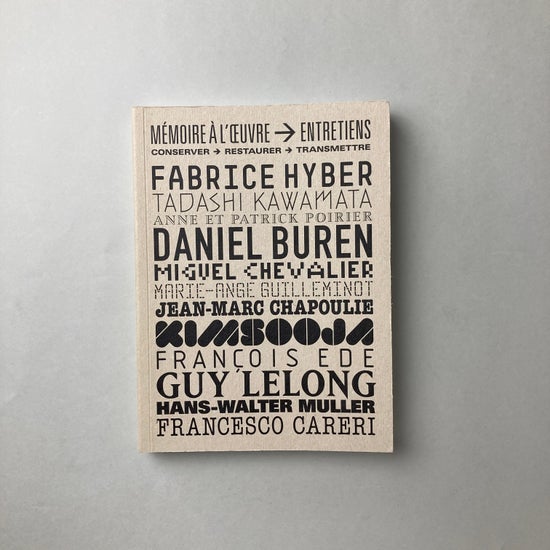 MÉMOIRE À L'ŒUVRE → ENTRETIENS
CONSERVER → RESTAURER → TRANSMETTRE
FABRICE HYBER
TADASHI KAWAMATA
ANNE ET PATRICK POIRIER
DANIEL BUREN
MIGUEL CHEVALIER
MARIE-ANGE GUILLEMINOT
JEAN-MARC CHAPOULIE
KIMSOOJA
FRANÇOIS EDE
GUY LELONG
HANS-WALTER MULLER
FRANCESCO CARERI